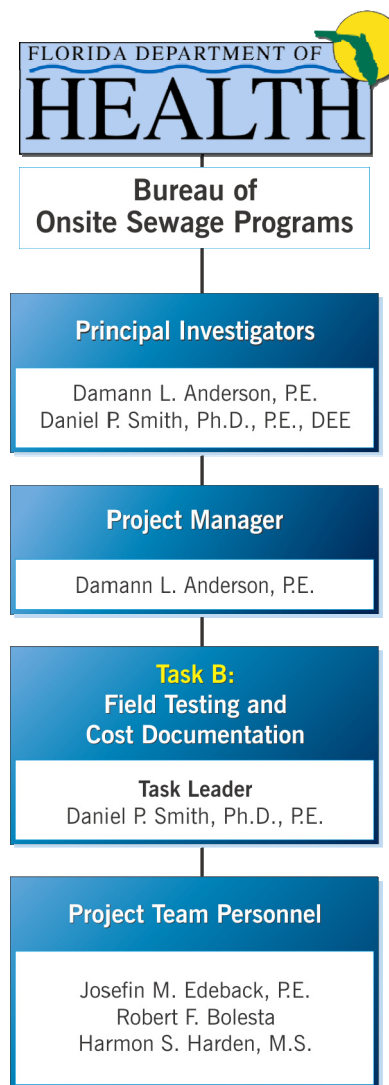 FLORIDA DEPARTMENT OF
HEALTH
Bureau of
Onsite Sewage Programs
Principal Investigators
Damann L. Anderson, P.E.
Daniel P. Smith, Ph.D., P.E., DEE
Project Manager
Damann L. Anderson, P.E.
Task B:
Field Testing and
Cost Documentation
Task Leader
Daniel P. Smith, Ph.D., P.E.
Project Team Personnel
Josefin M. Edeback, P.E.
Robert F. Bolesta
Harmon S. Harden, M.S.